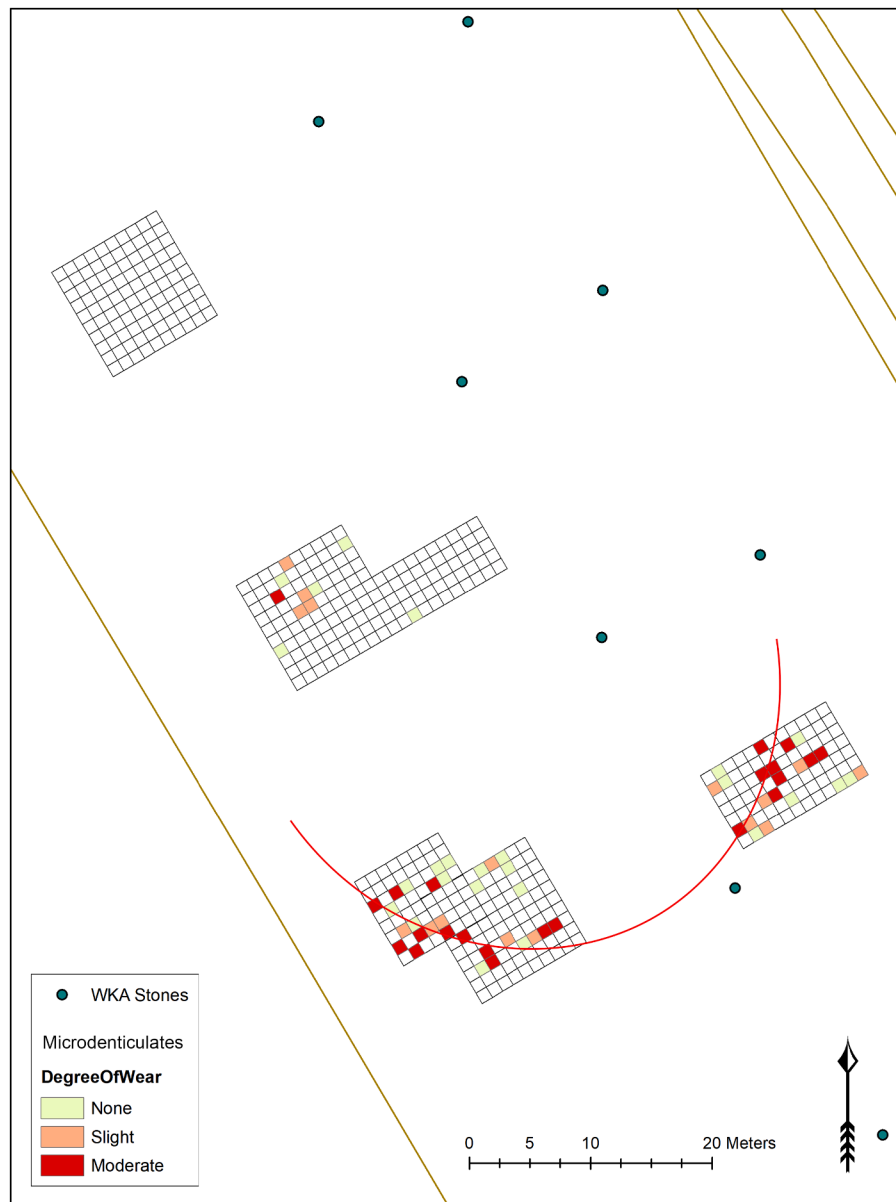 WKA Stones
Microdenticulates
DegreeOfWear
None
Slight
Moderate
0 5 10 20 Meters